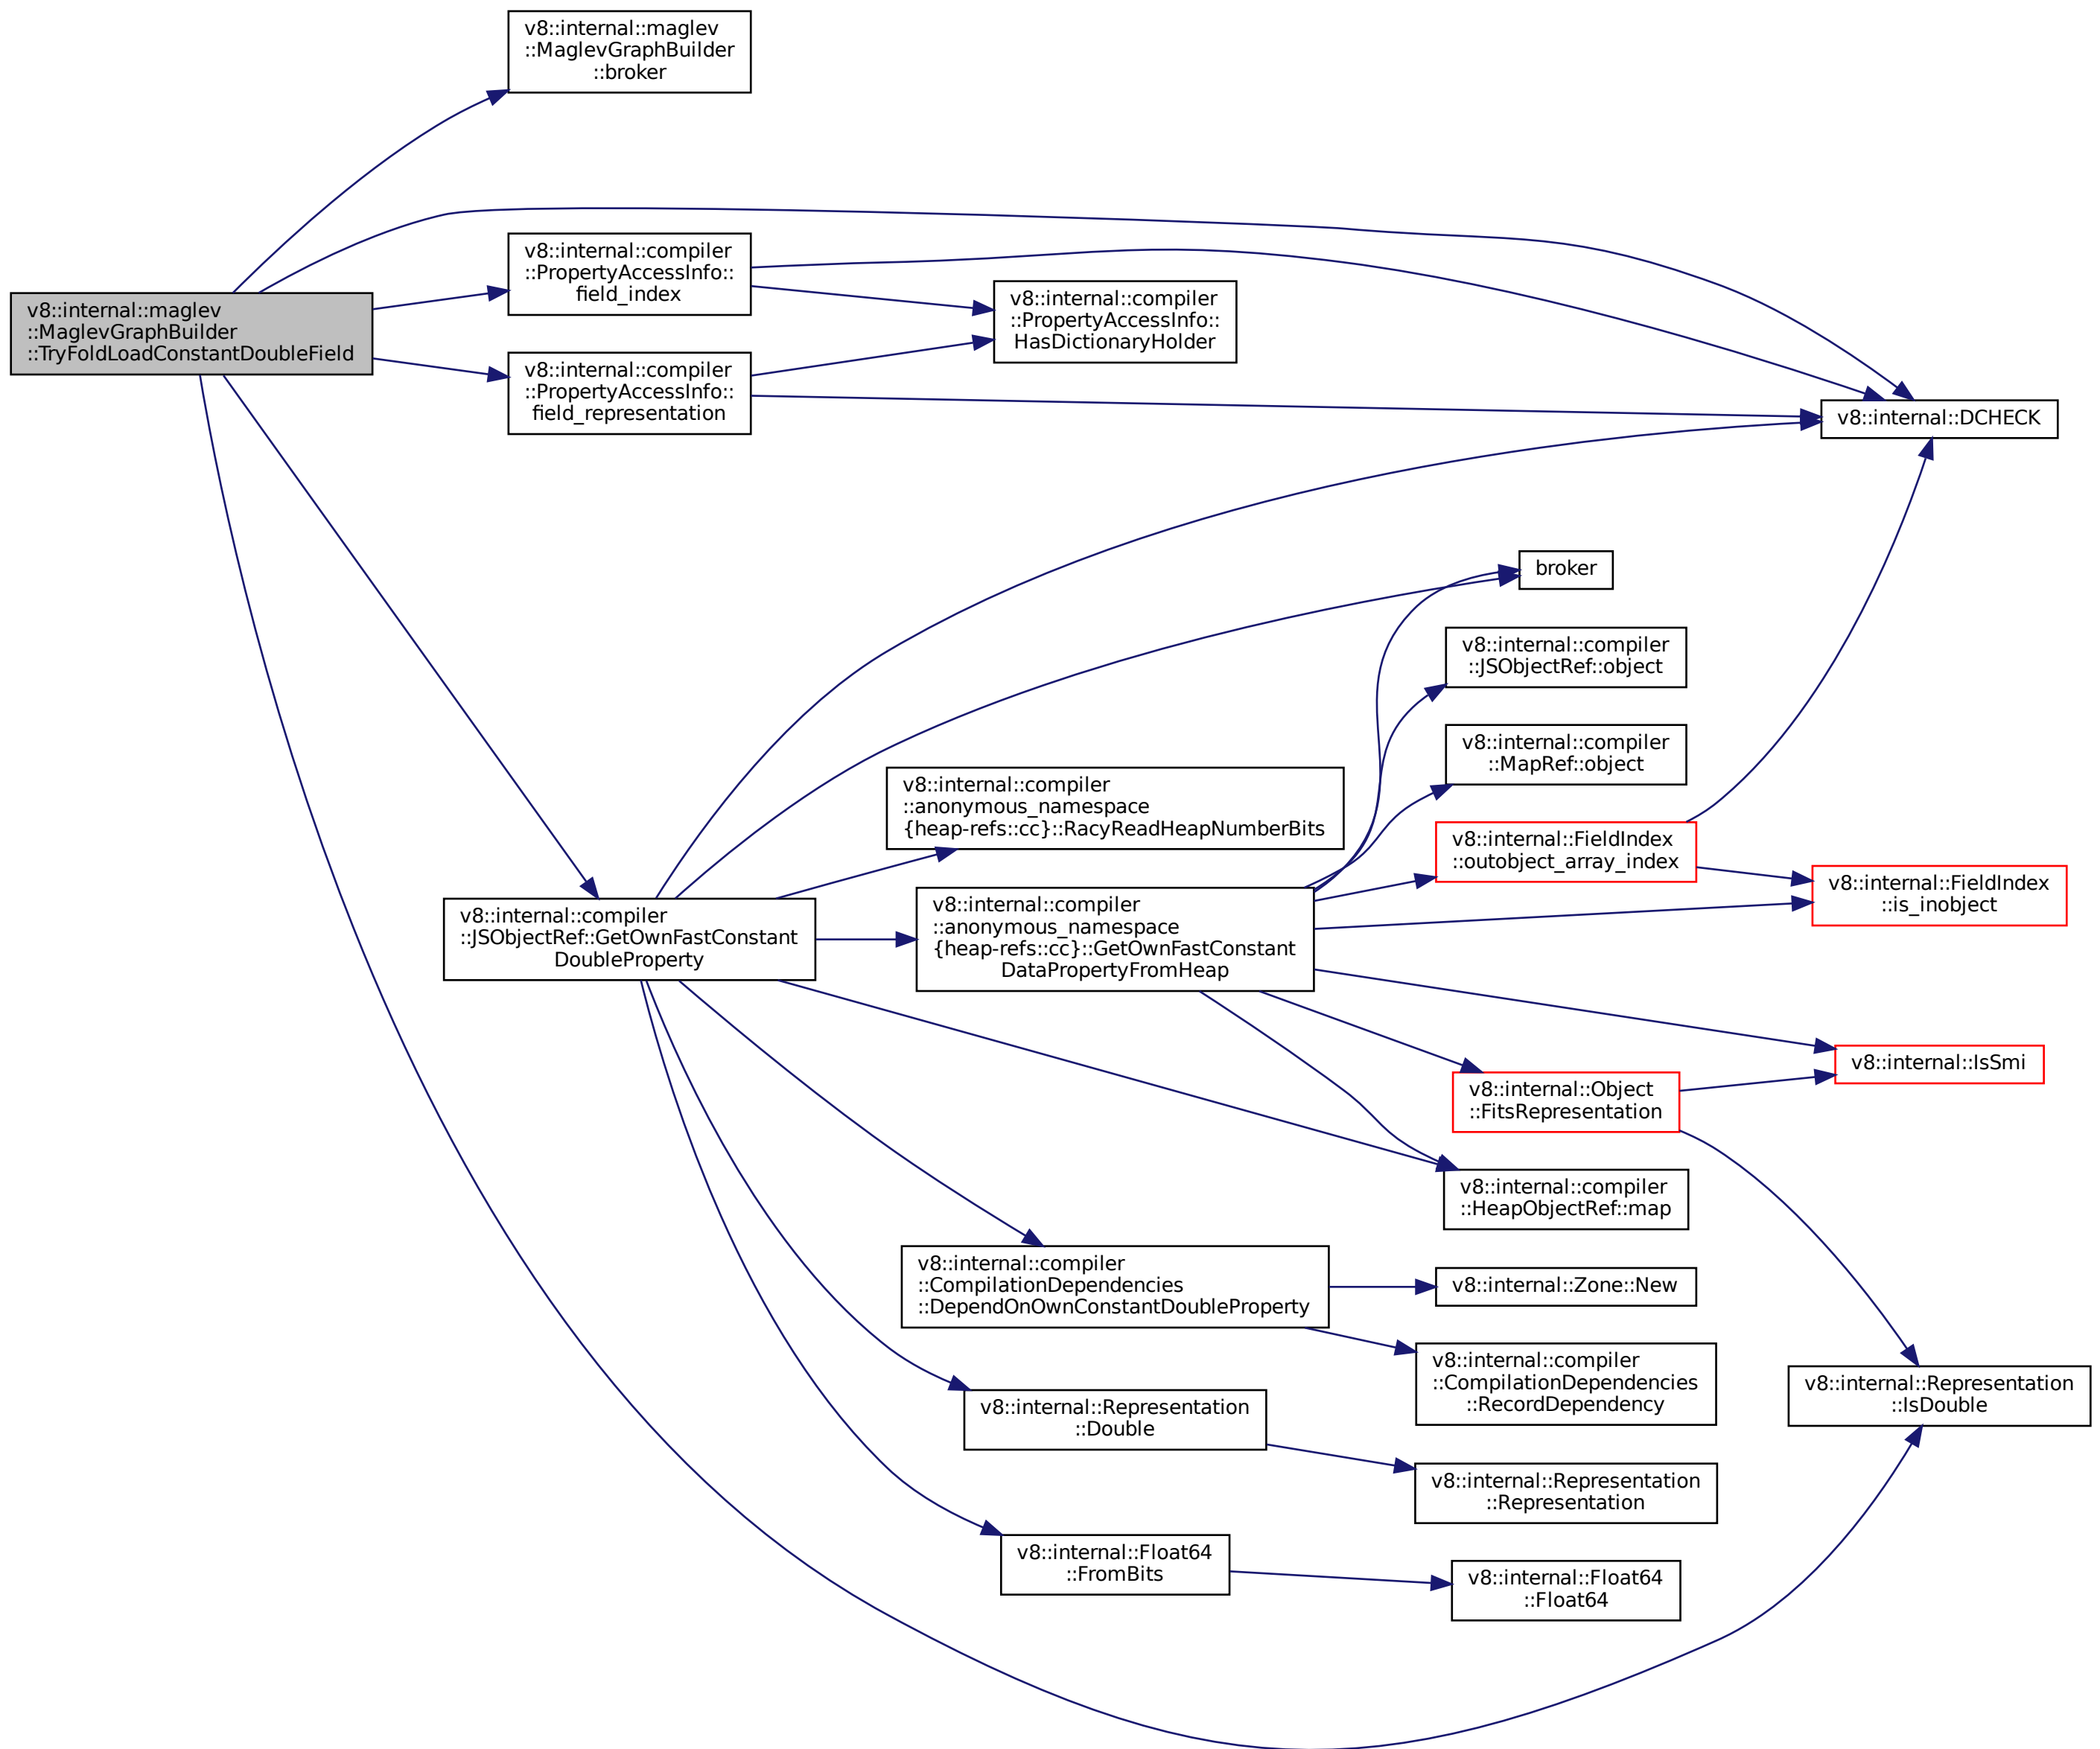 v8::internal::maglev
::MaglevGraphBuilder
::broker
v8::internal::compiler
::PropertyAccessInfo::
field_index
v8::internal::compiler
::PropertyAccessInfo::
HasDictionaryHolder
v8::internal::maglev
::MaglevGraphBuilder
::TryFoldLoadConstantDoubleField
v8::internal::compiler
::PropertyAccessInfo::
field_representation
v8::internal::DCHECK
broker
v8::internal::compiler
::JSObjectRef::object
v8::internal::compiler
::MapRef::object
v8::internal::compiler
::anonymous_namespace
{heap-refs::cc}::RacyReadHeapNumberBits
v8::internal::FieldIndex
::outobject_array_index
v8::internal::FieldIndex
::is_inobject
v8::internal::compiler
::JSObjectRef::GetOwnFastConstant
DoubleProperty
v8::internal::compiler
::anonymous_namespace
{heap-refs::cc}::GetOwnFastConstant
DataPropertyFromHeap
v8::internal::IsSmi
v8::internal::Object
::FitsRepresentation
v8::internal::compiler
::HeapObjectRef::map
v8::internal::compiler
::CompilationDependencies
::DependOnOwnConstantDoubleProperty
v8::internal::Zone::New
v8::internal::compiler
::CompilationDependencies
::RecordDependency
v8::internal::Representation
::IsDouble
v8::internal::Representation
::Double
v8::internal::Representation
::Representation
v8::internal::Float64
::FromBits
v8::internal::Float64
::Float64